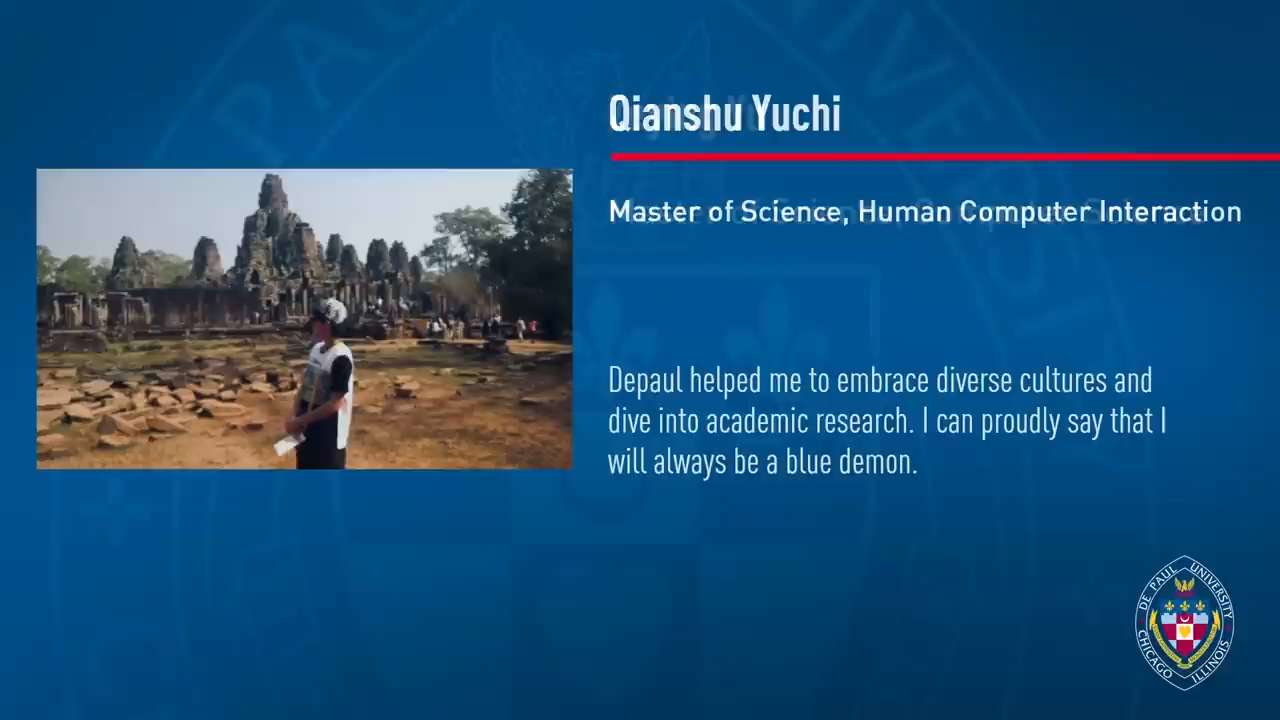 Qianshu Yuchi
Master of Science, Human Computer Interaction
Depaul helped me to embrace diverse cultures and
dive into academic research. I can proudly say that I
will always be a blue demon.
DE PAUL UNIVERSITY
CHICAGO ILLINOIS